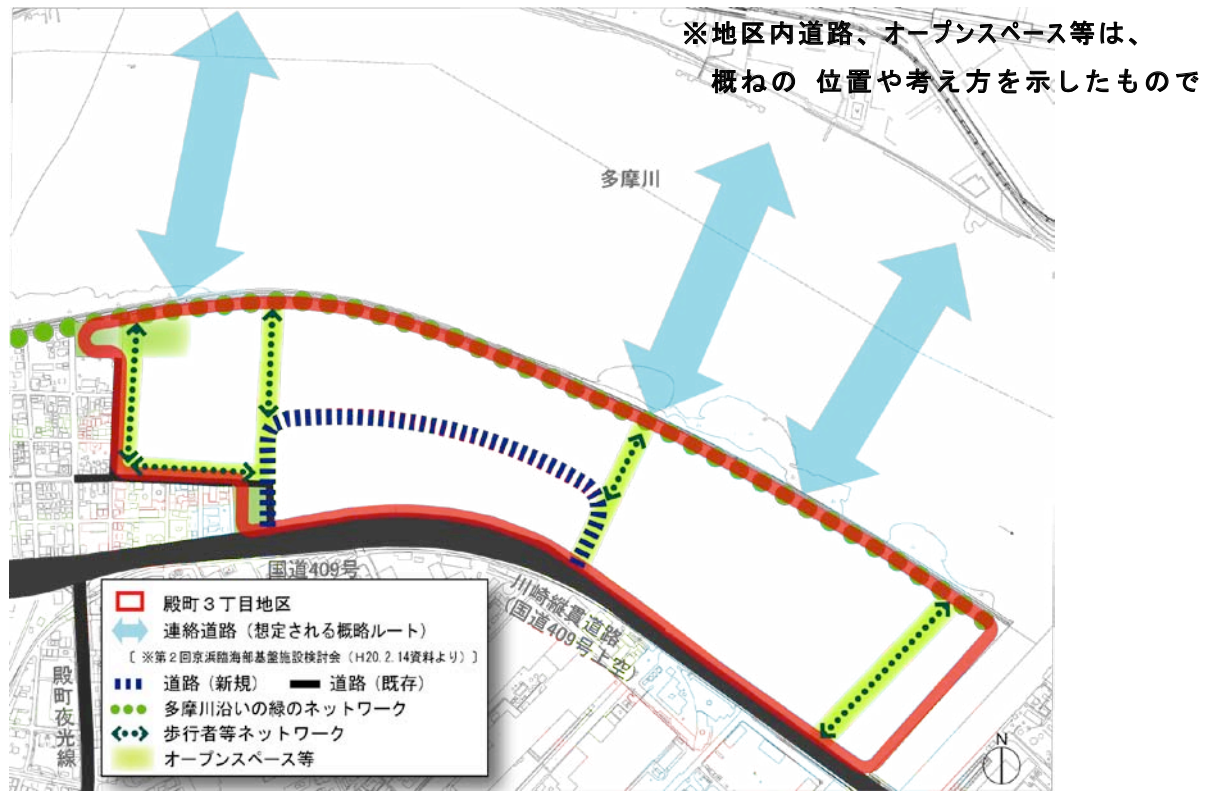 ※地区内道路、オープンスペース等は、
概ねの 位置や考え方を示したもので
多摩川
国道409号
川崎縦貫道路
(国道409号上空)
殿町夜光線
殿町3丁目地区
連絡道路(想定される概略ルート)
〔 ※第2回京浜臨海部基盤施設検討会(H20.2.14資料より)〕
道路(新規) 道路(既存)
多摩川沿いの緑のネットワーク
歩行者等ネットワーク
オープンスペース等
N